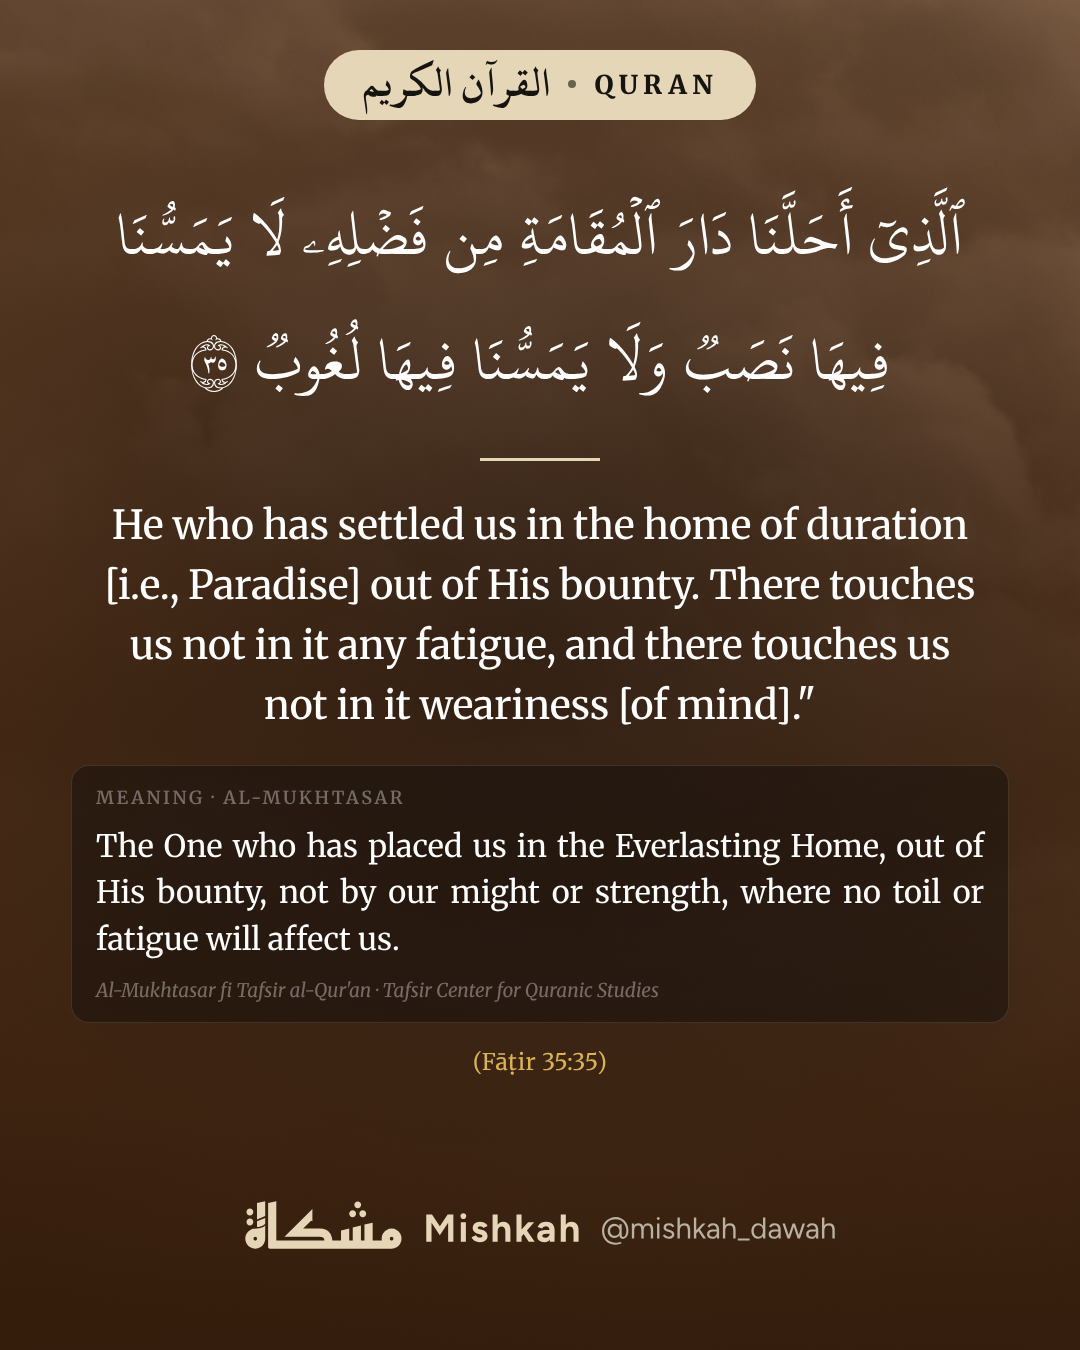 القرآن الكريم • QURAN
ٱلَّذِىٓ أَحَلَّنَا دَارَ ٱلْمُقَامَةِ مِن فَضْلِهِۦ لَا يَمَسُّنَا
فِيهَا نَصَبٌ وَلَا يَمَسُّنَا فِيهَا لُغُوبٌ ٣٥
He who has settled us in the home of duration
[i.e., Paradise] out of His bounty. There touches
us not in it any fatigue, and there touches us
not in it weariness [of mind]."
MEANING · AL-MUKHTASAR
The One who has placed us in the Everlasting Home, out of
His bounty, not by our might or strength, where no toil or
fatigue will affect us.
Al-Mukhtasar fi Tafsir al-Qur'an · Tafsir Center for Quranic Studies
(Fāṭir 35:35)
مشكاة Mishkah @mishkah_dawah